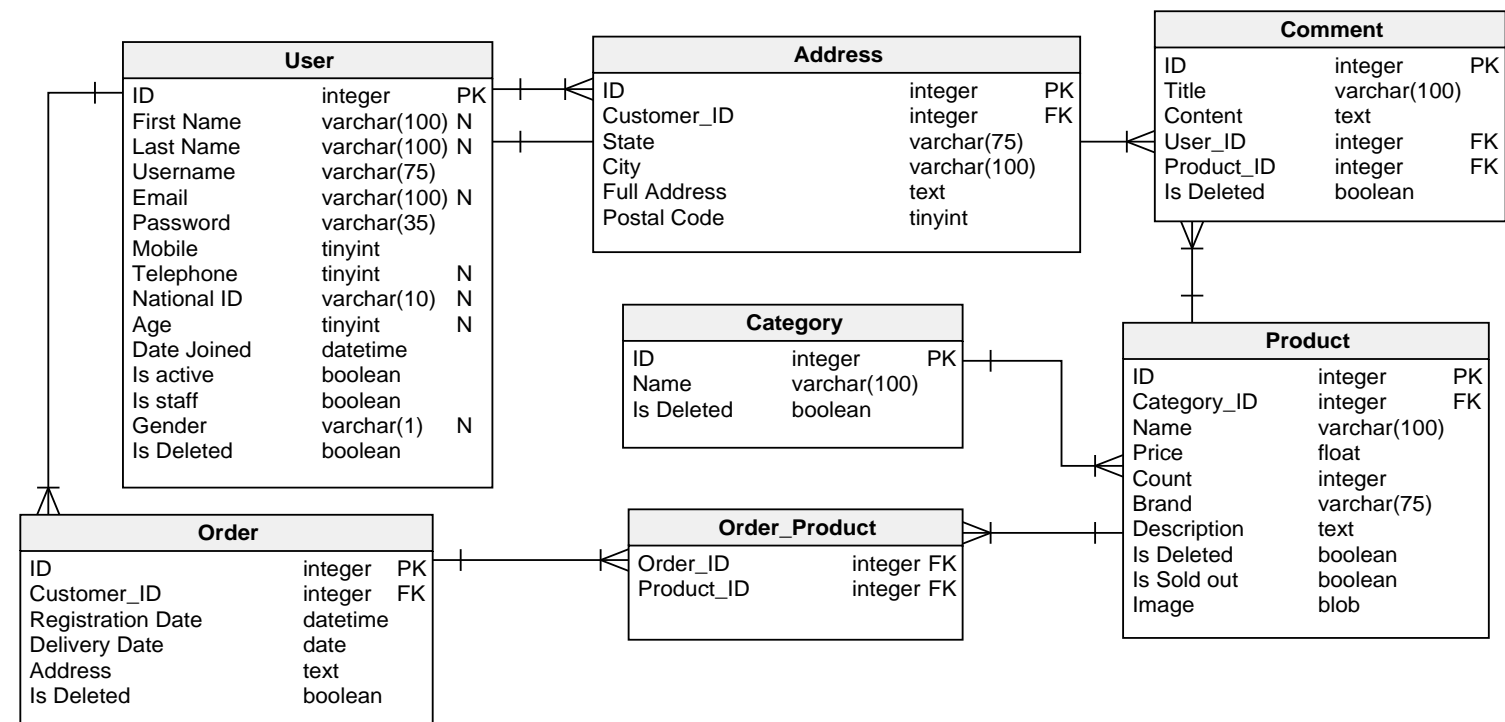 User
ID integer PK
First Name varchar(100) N
Last Name varchar(100) N
Username varchar(75)
Email varchar(100) N
Password varchar(35)
Mobile tinyint
Telephone tinyint N
National ID varchar(10) N
Age tinyint N
Date Joined datetime
Is active boolean
Is staff boolean
Gender varchar(1) N
Is Deleted boolean
Address
ID integer PK
Customer_ID integer FK
State varchar(75)
City varchar(100)
Full Address text
Postal Code tinyint
Comment
ID integer PK
Title varchar(100)
Content text
User_ID integer FK
Product_ID integer FK
Is Deleted boolean
Category
ID integer PK
Name varchar(100)
Is Deleted boolean
Product
ID integer PK
Category_ID integer FK
Name varchar(100)
Price float
Count integer
Brand varchar(75)
Description text
Is Deleted boolean
Is Sold out boolean
Image blob
Order
ID integer PK
Customer_ID integer FK
Registration Date datetime
Delivery Date date
Address text
Is Deleted boolean
Order_Product
Order_ID integer FK
Product_ID integer FK